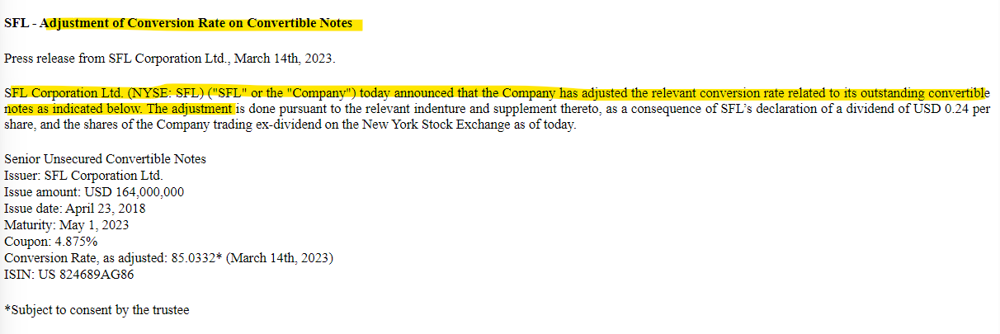 SFL - Adjustment of Conversion Rate on Convertible Notes
Press release from SFL Corporation Ltd., March 14th, 2023.
SFL Corporation Ltd. (NYSE: SFL) ("SFL" or the "Company") today announced that the Company has adjusted the relevant conversion rate related to its outstanding convertible
notes as indicated below. The adjustment is done pursuant to the relevant indenture and supplement thereto, as a consequence of SFL’s declaration of a dividend of USD 0.24 per
share, and the shares of the Company trading ex-dividend on the New York Stock Exchange as of today.
Senior Unsecured Convertible Notes
Issuer: SFL Corporation Ltd.
Issue amount: USD 164,000,000
Issue date: April 23, 2018
Maturity: May 1, 2023
Coupon: 4.875%
Conversion Rate, as adjusted: 85.0332* (March 14th, 2023)
ISIN: US 824689AG86
*Subject to consent by the trustee